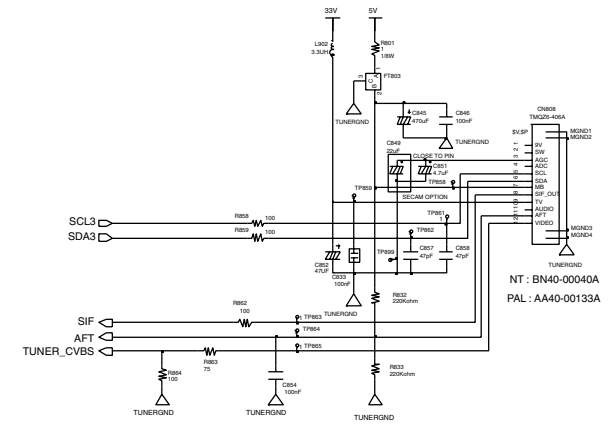 33V
5V
L902
3.3UH
R801
1
1/8W
FT803
C845
470uF
C846
100nF
TUNERGND
TUNERGND
C849
22uF
CLOSE TO PIN
C851
4.7uF
TP858
TP859
SECAM OPTION
CN808
TMQZ6-406A
MGND1
MGND2
9V
SW
AGC
ADC
SCL
SDA
MB
SIF_OUT
TV
AUDIO
AFT
VIDEO
MGND3
MGND4
TUNERGND
NT : BN40-00040A
PAL : AA40-00133A
SCL3
R858
100
SDA3
R859
100
TP861
TP862
TP899
C857
47pF
C858
47pF
C852
47UF
C833
100nF
TUNERGND
R832
220Kohm
R862
100
SIF
TP863
AFT
TP864
TUNER_CVBS
R863
75
TP865
R864
100
C854
100nF
R833
220Kohm
TUNERGND
TUNERGND
TUNERGND